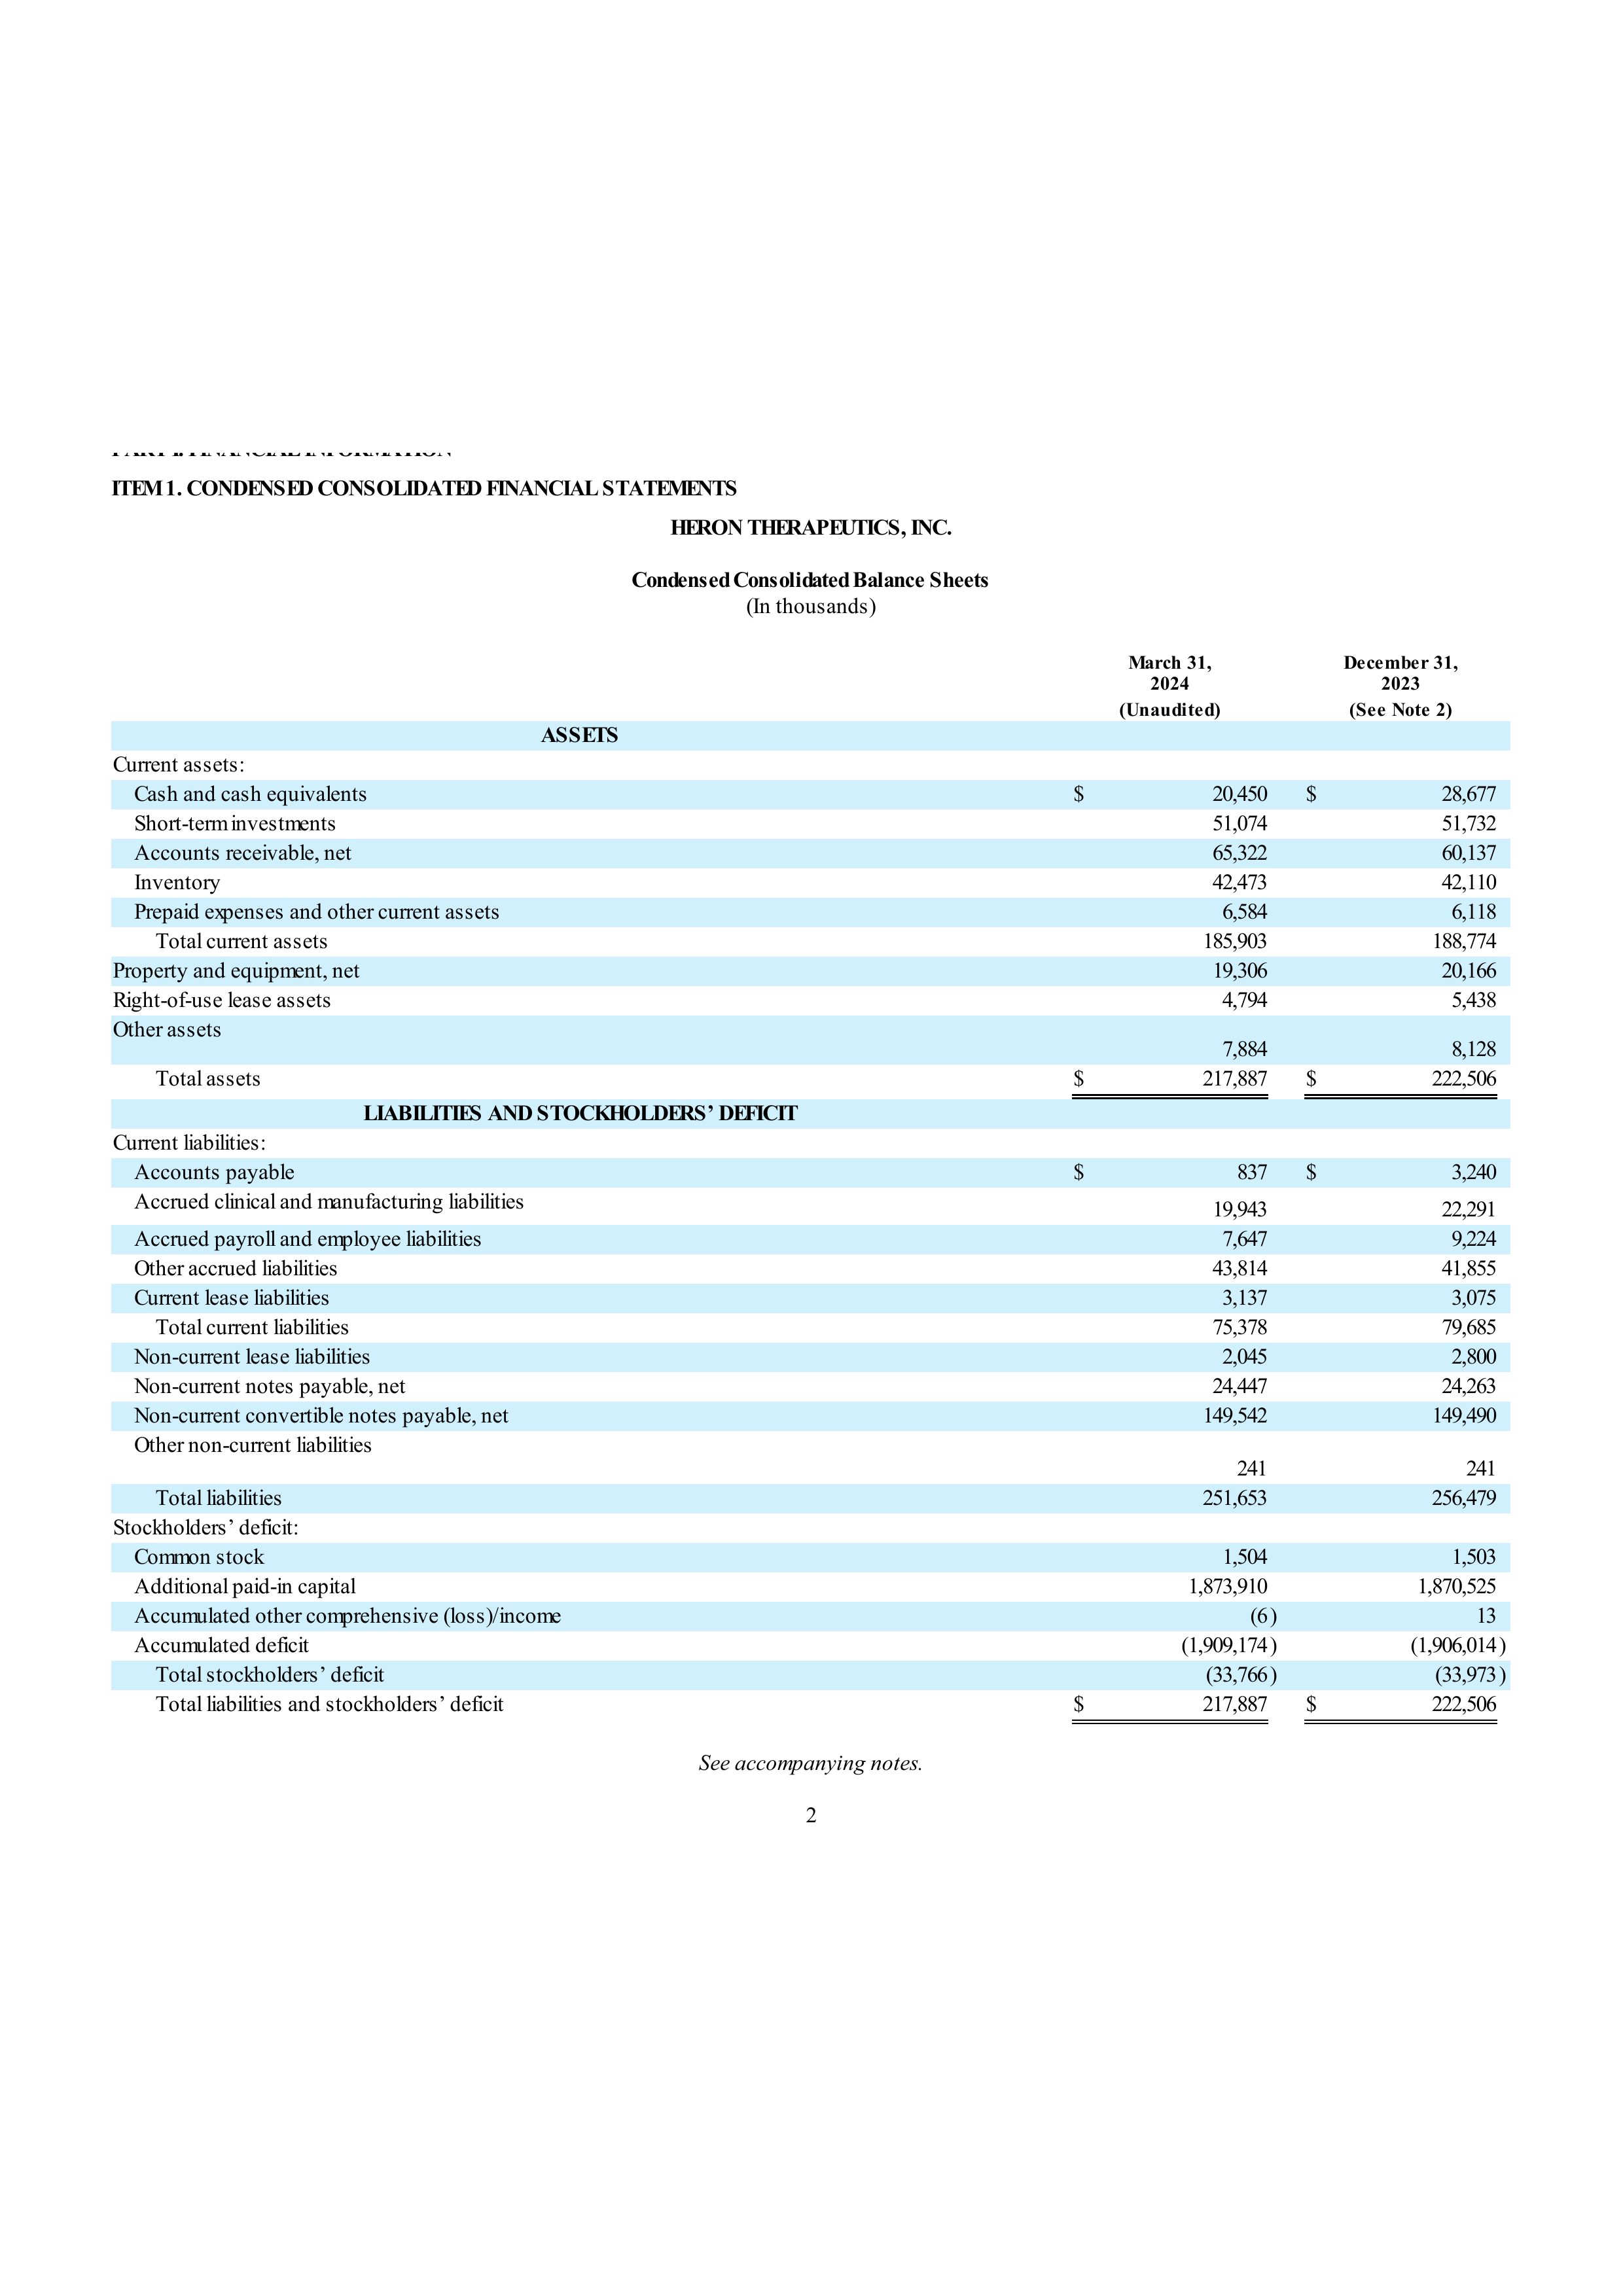 PART I. FINANCIAL INFORMATION
ITEM 1. CONDENSED CONSOLIDATED FINANCIAL STATEMENTS
HERON THERAPEUTICS, INC.
Condensed Consolidated Balance Sheets
(In thousands)
March 31, 2024 (Unaudited) December 31, 2023 (See Note 2)
ASSETS
Current assets:
Cash and cash equivalents $ 20,450 $ 28,677
Short-term investments 51,074 51,732
Accounts receivable, net 65,322 60,137
Inventory 42,473 42,110
Prepaid expenses and other current assets 6,584 6,118
Total current assets 185,903 188,774
Property and equipment, net 19,306 20,166
Right-of-use lease assets 4,794 5,438
Other assets 7,884 8,128
Total assets $ 217,887 $ 222,506
LIABILITIES AND STOCKHOLDERS’ DEFICIT
Current liabilities:
Accounts payable $ 837 $ 3,240
Accrued clinical and manufacturing liabilities 19,943 22,291
Accrued payroll and employee liabilities 7,647 9,224
Other accrued liabilities 43,814 41,855
Current lease liabilities 3,137 3,075
Total current liabilities 75,378 79,685
Non-current lease liabilities 2,045 2,800
Non-current notes payable, net 24,447 24,263
Non-current convertible notes payable, net 149,542 149,490
Other non-current liabilities 241 241
Total liabilities 251,653 256,479
Stockholders’ deficit:
Common stock 1,504 1,503
Additional paid-in capital 1,873,910 1,870,525
Accumulated other comprehensive (loss)/income (6) 13
Accumulated deficit (1,909,174) (1,906,014)
Total stockholders’ deficit (33,766) (33,973)
Total liabilities and stockholders’ deficit $ 217,887 $ 222,506
See accompanying notes.
2